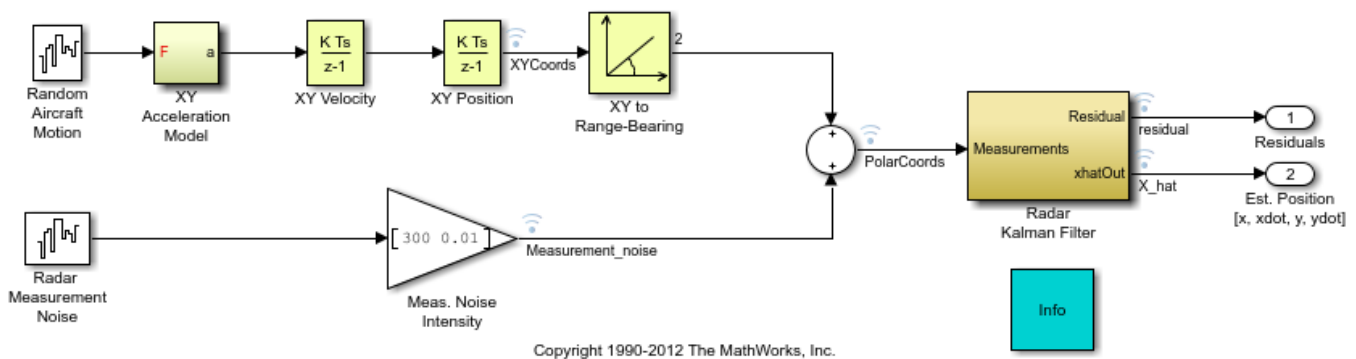 F a
K Ts
z-1
K Ts
z-1
XYCoords
2
Random
Aircraft
Motion
XY
Acceleration
Model
XY Velocity
XY Position
XY to
Range-Bearing
+
+
PolarCoords
Measurements
Residual
xhatOut
residual
X_hat
Radar
Kalman Filter
1
Residuals
2
Est. Position
[x, xdot, y, ydot]
Radar
Measurement
Noise
[ 300 0.01 ]
Measurement_noise
Meas. Noise
Intensity
Info
Copyright 1990-2012 The MathWorks, Inc.